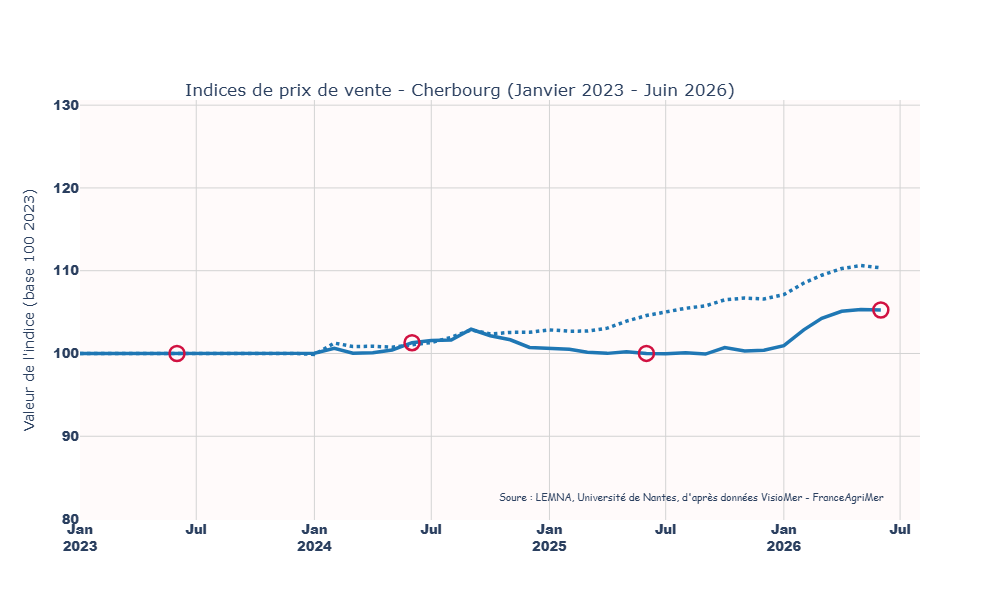 Indices de prix de vente - Cherbourg (Janvier 2023 - Juin 2026)
Valeur de l'indice (base 100 2023)
130
120
110
100
90
80
Soure : LEMNA, Université de Nantes, d'après données VisioMer - FranceAgriMer
Jan
2023
Jul
Jan
2024
Jul
Jan
2025
Jul
Jan
2026
Jul